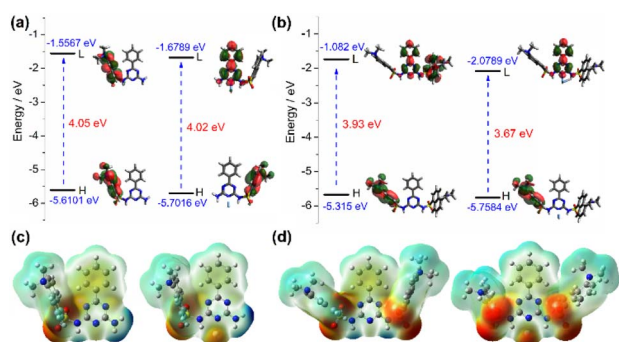 (a)
-1.5567 eV
L
-1.6789 eV
L
4.05 eV
4.02 eV
H
-5.6101 eV
H
-5.7016 eV
Energy / eV
-1
-2
-3
-4
-5
-6
(b)
-1.082 eV
L
-2.0789 eV
L
3.93 eV
3.67 eV
H
-5.315 eV
H
-5.7584 eV
Energy / eV
-1
-2
-3
-4
-5
-6
(c)
(d)